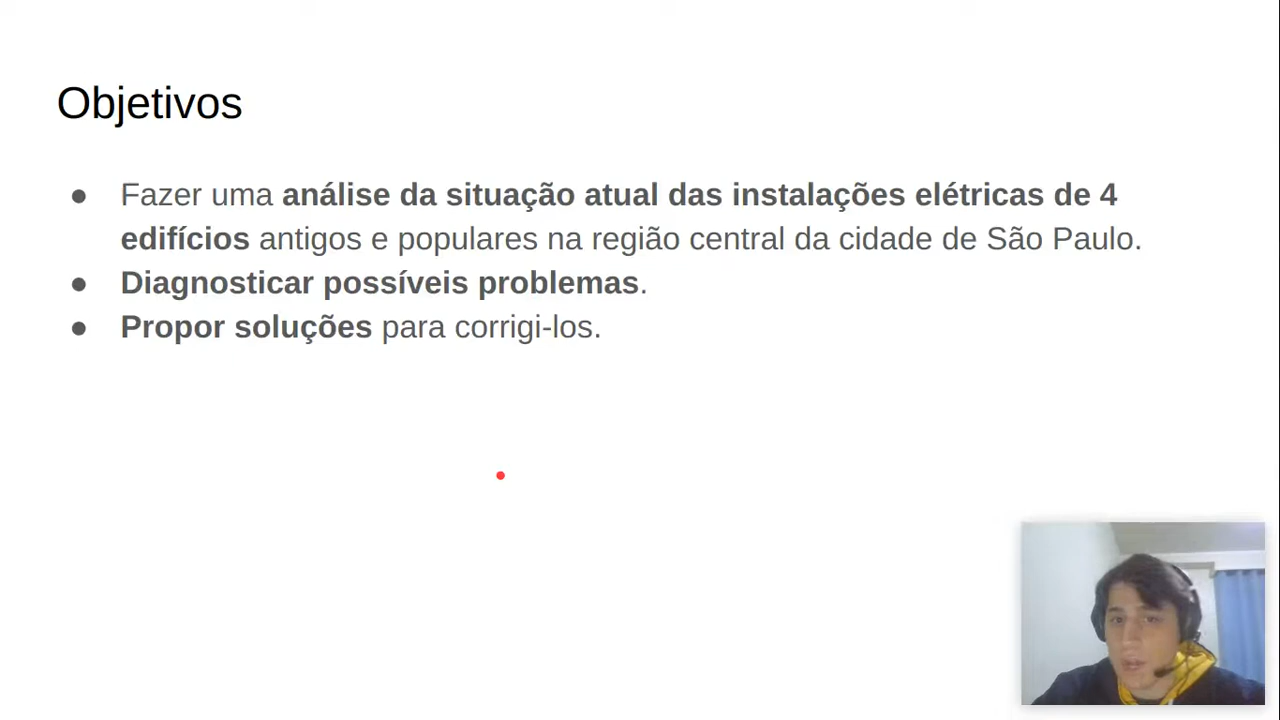 Objetivos
● Fazer uma análise da situação atual das instalações elétricas de 4
edifícios antigos e populares na região central da cidade de São Paulo.
● Diagnosticar possíveis problemas.
● Propor soluções para corrigi-los.